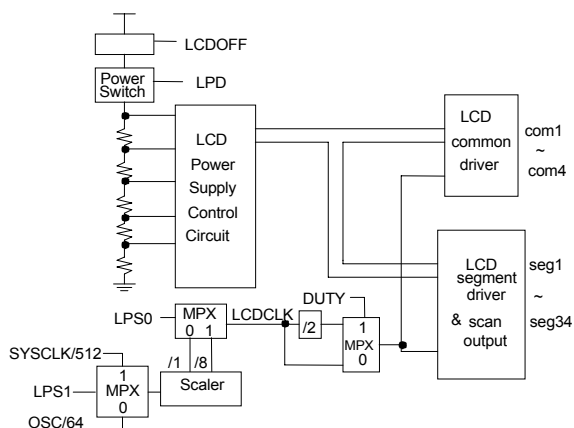 LCDOFF
Power
Switch
LPD
LCD
Power
Supply
Control
Circuit
LCD
common
driver
com1
~
com4
LCD
segment
driver
& scan
output
seg1
~
seg34
DUTY
LPS0
MPX
0 1
LCDCLK
/2
1
MPX
0
/1
/8
Scaler
SYSCLK/512
LPS1
1
MPX
0
OSC/64